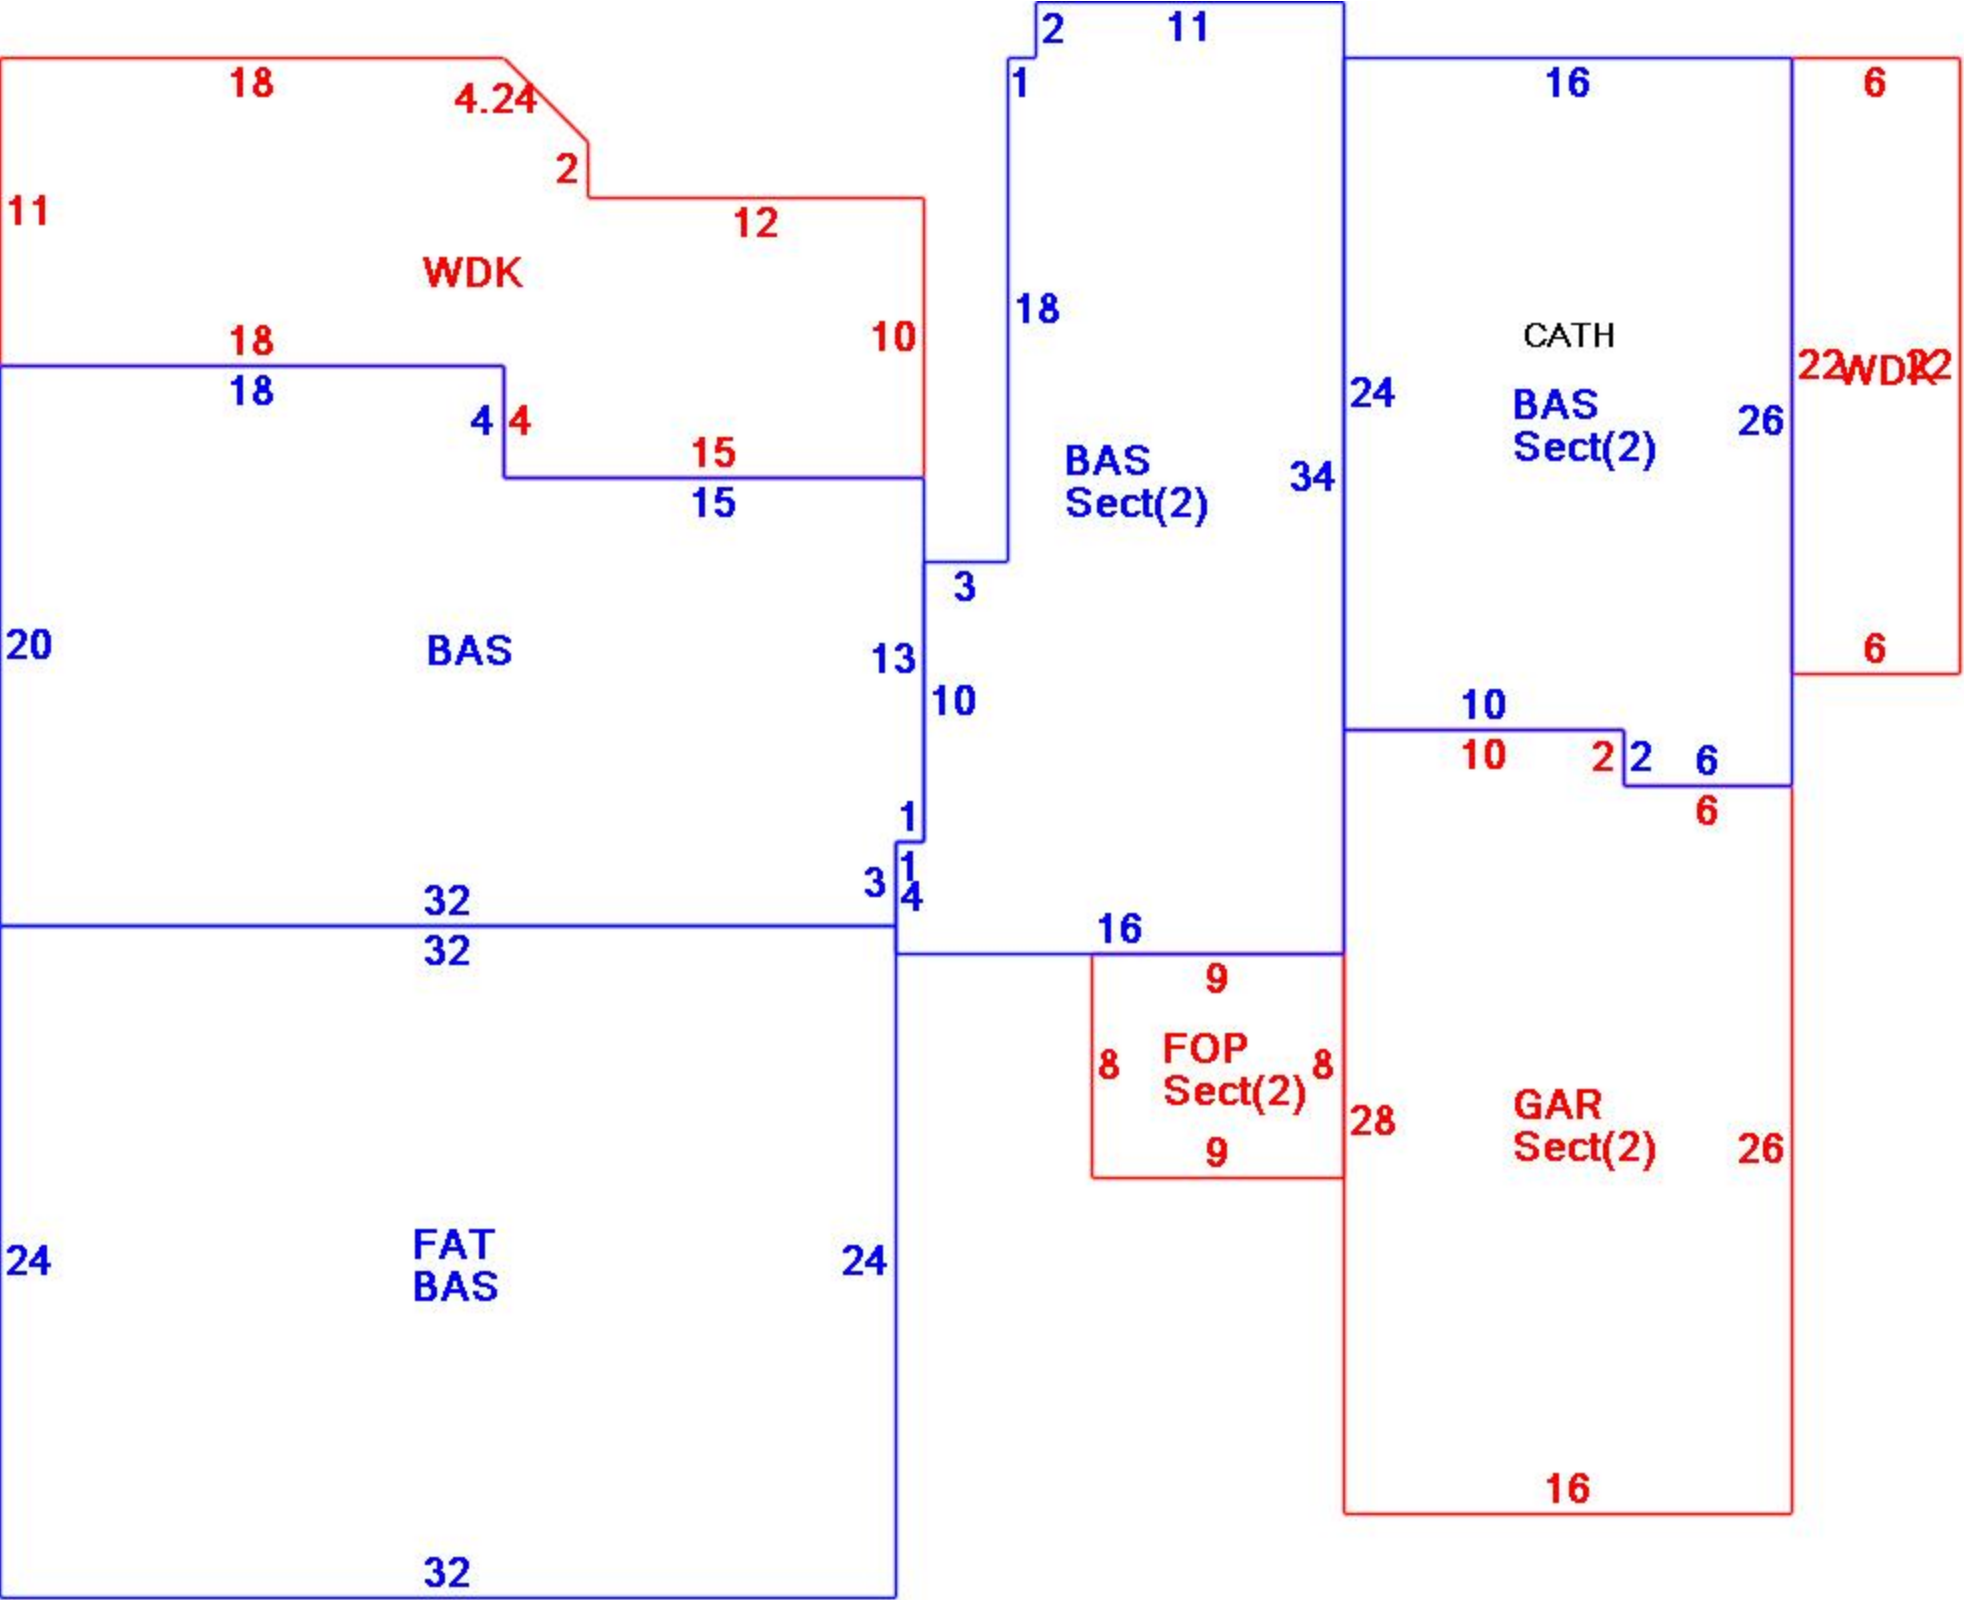 2 11
18 4.24 1 16 6
2
11 12
WDK
18 10 18
18 4 4 15
15
CATH
22 WDK 22
24 BAS 26
Sect(2)
BAS 34
Sect(2)
3
20 BAS 13 10
6
10 2 2 6
10 6
1
3 1
4
32 16
32 9
FOP
8 Sect(2) 8
9
28 GAR 26
Sect(2)
24 FAT 24
BAS
16
32